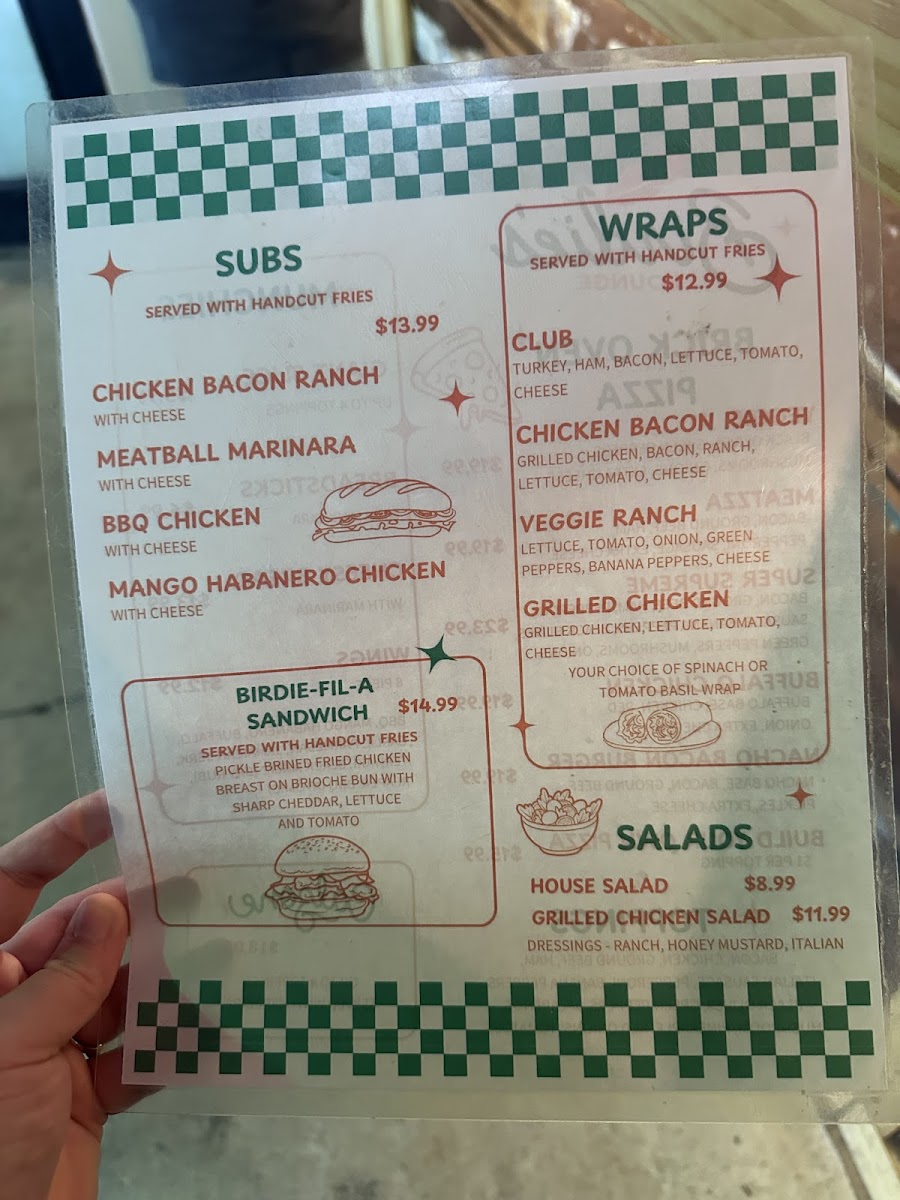 SUBS
SERVED WITH HANDCUT FRIES
$13.99
CHICKEN BACON RANCH
WITH CHEESE
MEATBALL MARINARA
WITH CHEESE
BBQ CHICKEN
WITH CHEESE
MANGO HABANERO CHICKEN
WITH CHEESE
BIRDIE-FIL-A
SANDWICH $14.99
SERVED WITH HANDCUT FRIES
PICKLE BRINED FRIED CHICKEN
BREAST ON BRIOCHE BUN WITH
SHARP CHEDDAR, LETTUCE
AND TOMATO
WRAPS
SERVED WITH HANDCUT FRIES
$12.99
CLUB
TURKEY, HAM, BACON, LETTUCE, TOMATO,
CHEESE
CHICKEN BACON RANCH
GRILLED CHICKEN, BACON, RANCH,
LETTUCE, TOMATO, CHEESE
VEGGIE RANCH
LETTUCE, TOMATO, ONION, GREEN
PEPPERS, BANANA PEPPERS, CHEESE
GRILLED CHICKEN
GRILLED CHICKEN, LETTUCE, TOMATO,
CHEESE
YOUR CHOICE OF SPINACH OR
TOMATO BASIL WRAP
SALADS
HOUSE SALAD $8.99
GRILLED CHICKEN SALAD $11.99
DRESSINGS - RANCH, HONEY MUSTARD, ITALIAN